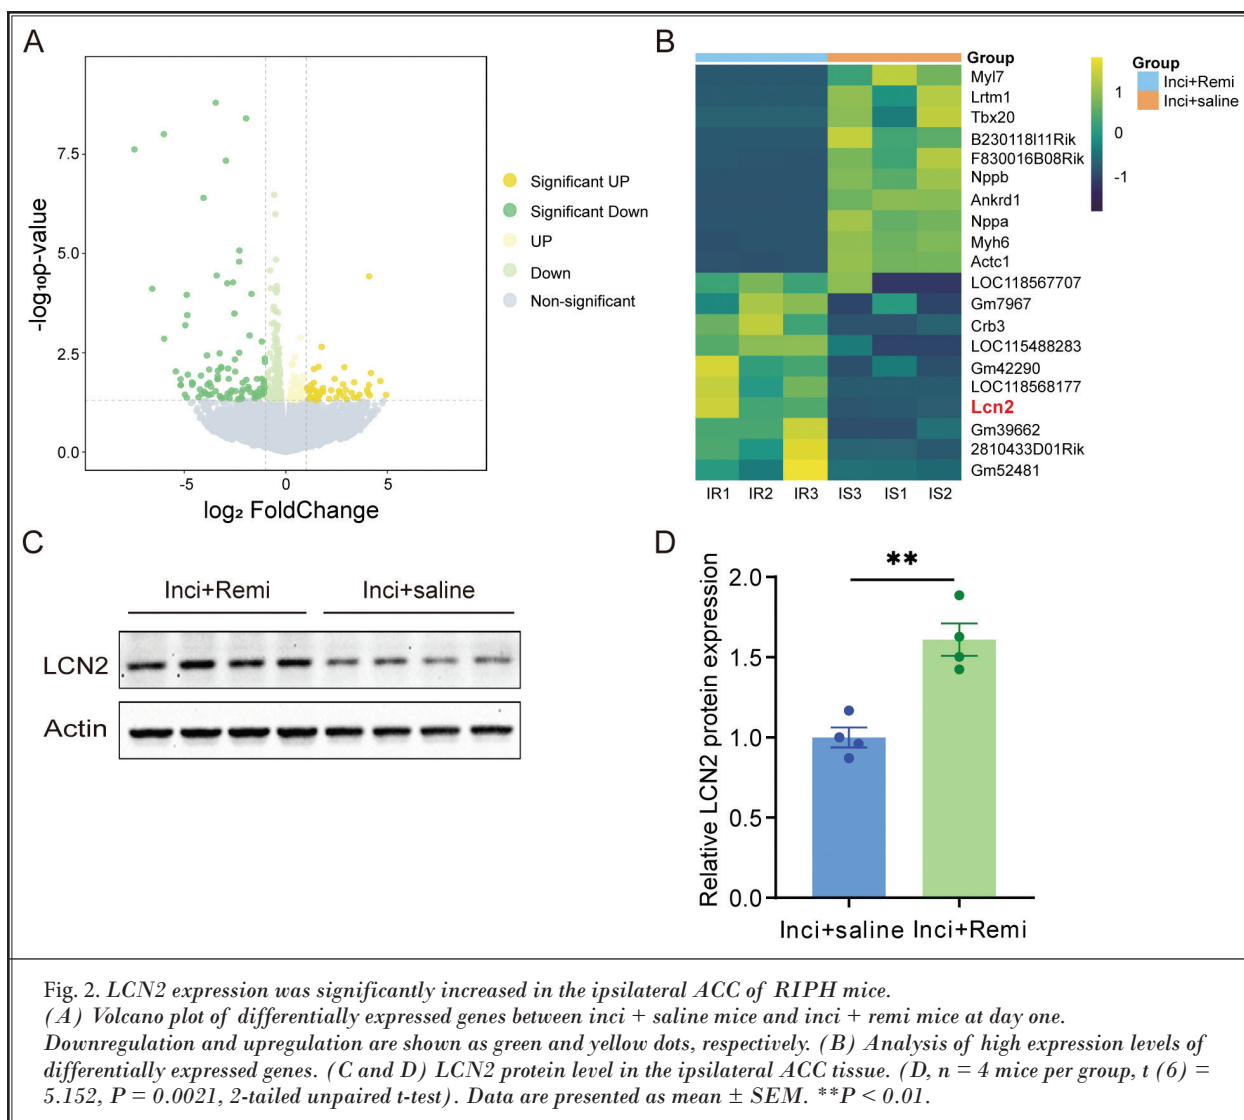 A
-log₁₀p-value
7.5
5.0
2.5
0.0
-5
0
5
log₂ FoldChange
Significant UP
Significant Down
UP
Down
Non-significant
B
Group
Myl7
Lrtm1
Tbx20
B230118I11Rik
F830016B08Rik
Nppb
Ankrd1
Nppa
Myh6
Actc1
LOC118567707
Gm7967
Crb3
LOC115488283
Gm42290
LOC118568177
Lcn2
Gm39662
2810433D01Rik
Gm52481
IR1 IR2 IR3 IS3 IS1 IS2
1
0
-1
Group
Inci+Remi
Inci+saline
C
Inci+Remi Inci+saline
LCN2
Actin
D
Relative LCN2 protein expression
**
2.0
1.5
1.0
0.5
0.0
Inci+saline Inci+Remi
Fig. 2. LCN2 expression was significantly increased in the ipsilateral ACC of RIPH mice.
(A) Volcano plot of differentially expressed genes between inci + saline mice and inci + remi mice at day one.
Downregulation and upregulation are shown as green and yellow dots, respectively. (B) Analysis of high expression levels of
differentially expressed genes. (C and D) LCN2 protein level in the ipsilateral ACC tissue. (D, n = 4 mice per group, t (6) =
5.152, P = 0.0021, 2-tailed unpaired t-test). Data are presented as mean ± SEM. **P < 0.01.